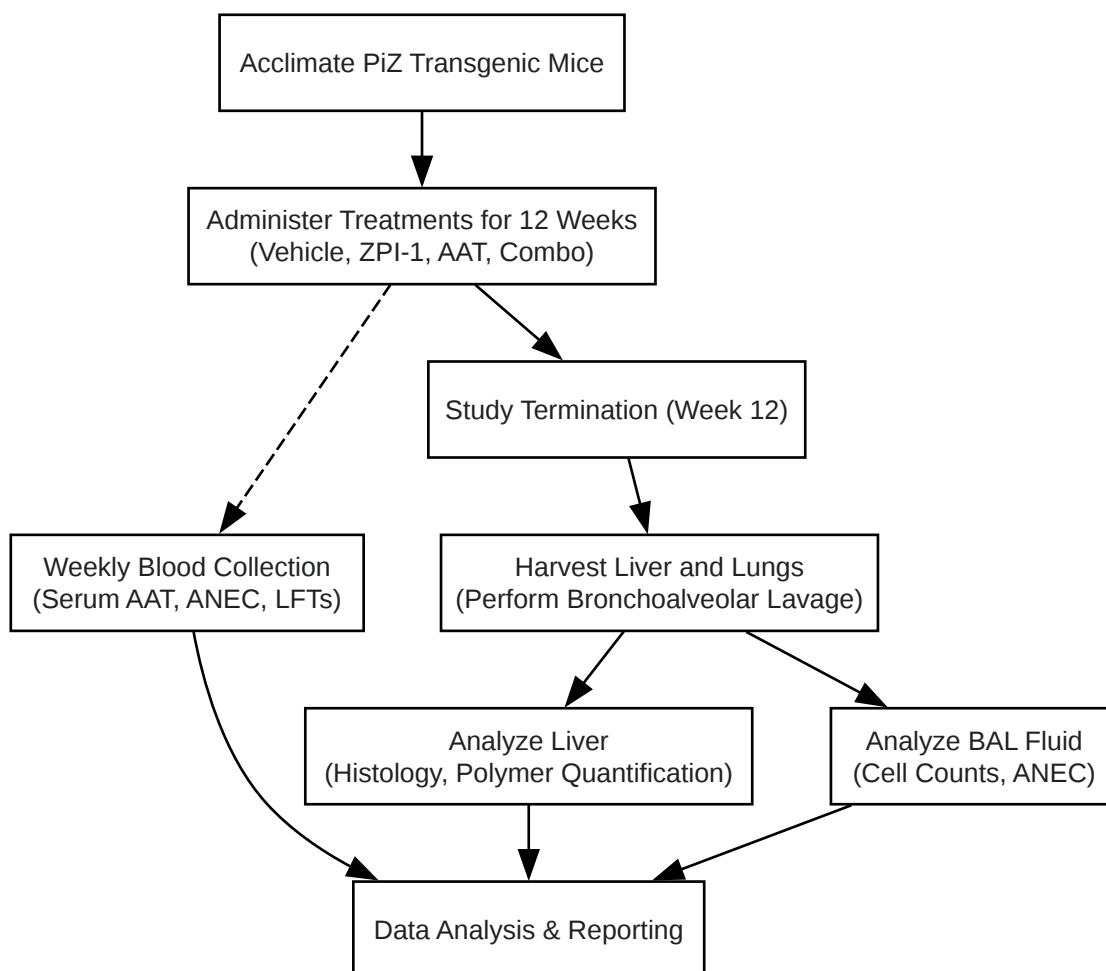 Acclimate PiZ Transgenic Mice
Administer Treatments for 12 Weeks
(Vehicle, ZPI-1, AAT, Combo)
Study Termination (Week 12)
Weekly Blood Collection
(Serum AAT, ANEC, LFTs)
Harvest Liver and Lungs
(Perform Bronchoalveolar Lavage)
Analyze Liver
(Histology, Polymer Quantification)
Analyze BAL Fluid
(Cell Counts, ANEC)
Data Analysis & Reporting